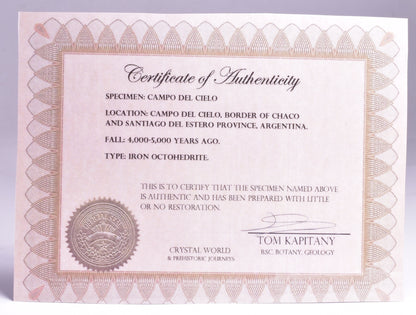 Certificate of Authenticity
SPECIMEN: CAMPO DEL CIELO
LOCATION: CAMPO DEL CIELO, BORDER OF CHACO
AND SANTIAGO DEL ESTERO PROVINCE, ARGENTINA.
FALL: 4,000-5,000 YEARS AGO.
TYPE: IRON OCTOHEDRITE.
THIS IS TO CERTIFY THAT THE SPECIMEN NAMED ABOVE
IS AUTHENTIC AND HAS BEEN PREPARED WITH LITTLE
OR NO RESTORATION.
TOM KAPITANY
B.SC. BOTANY, GEOLOGY
CRYSTAL WORLD
& PREHISTORIC JOURNEYS